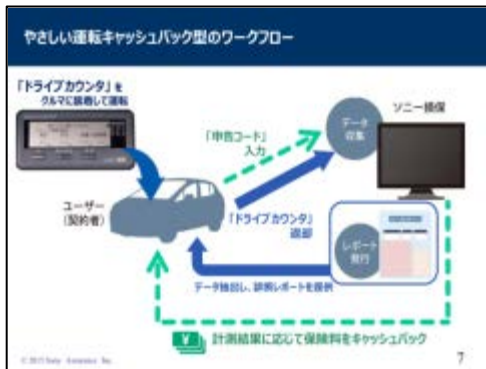 やさしい運転キャッシュバック型のワークフロー
「ドライブカウンタ」を
クルマに装着して運転
ソニー損保
データ
収集
「申告コード」
入力
ユーザー
(契約者)
「ドライブカウンタ」
返却
レポート
発行
データ抽出し、診断レポートを提供
¥
計測結果に応じて保険料をキャッシュバック
7